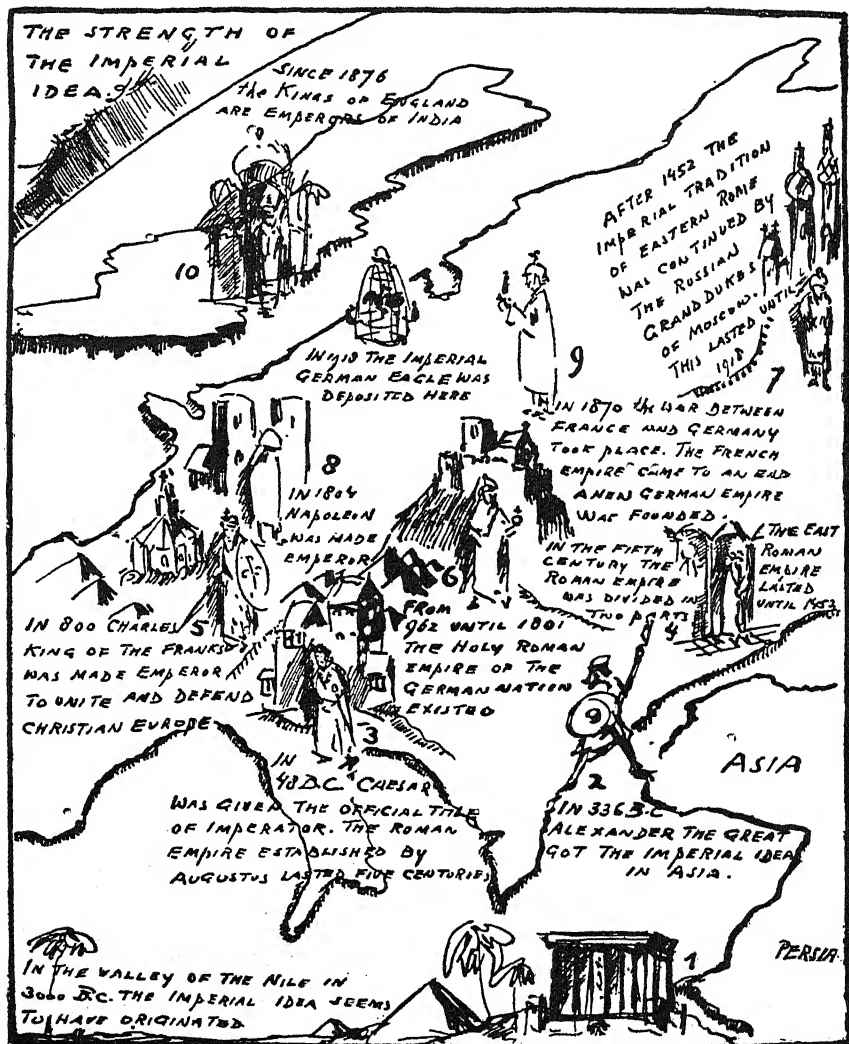 THE STRENGTH OF
THE IMPERIAL
IDEA.
SINCE 1876
the KINGS OF ENGLAND
ARE EMPERORS OF INDIA
10
AFTER 1453 THE
IMPERIAL TRADITION
OF EASTERN ROME
WAS CONTINUED BY
THE RUSSIAN
GRAND DUKES
OF MOSCOW.
THIS LASTED UNTIL
1918
7
IN 1918 THE IMPERIAL
GERMAN EAGLE WAS
DEPOSITED HERE
9
IN 1870 the WAR BETWEEN
FRANCE AND GERMANY
TOOK PLACE. THE FRENCH
EMPIRE CAME TO AN END
A NEW GERMAN EMPIRE
WAS FOUNDED.
8
IN 1804
NAPOLEON
WAS MADE
EMPEROR
IN THE FIFTH
CENTURY THE
ROMAN EMPIRE
WAS DIVIDED IN
TWO PARTS
4
THE EAST
ROMAN
EMPIRE
LASTED
UNTIL 1453
6
FROM
962 UNTIL 1801
THE HOLY ROMAN
EMPIRE OF THE
GERMAN NATION
EXISTED
5
IN 800 CHARLES
KING OF THE FRANKS
WAS MADE EMPEROR
TO UNITE AND DEFEND
CHRISTIAN EUROPE
3
IN
48 B.C. CAESAR
WAS GIVEN THE OFFICIAL TITLE
OF IMPERATOR. THE ROMAN
EMPIRE ESTABLISHED BY
AUGUSTUS LASTED FIVE CENTURIES
2
IN 336 B.C
ALEXANDER THE GREAT
GOT THE IMPERIAL IDEA
IN ASIA.
ASIA
PERSIA
1
IN THE VALLEY OF THE NILE IN
3000 B.C. THE IMPERIAL IDEA SEEMS
TO HAVE ORIGINATED